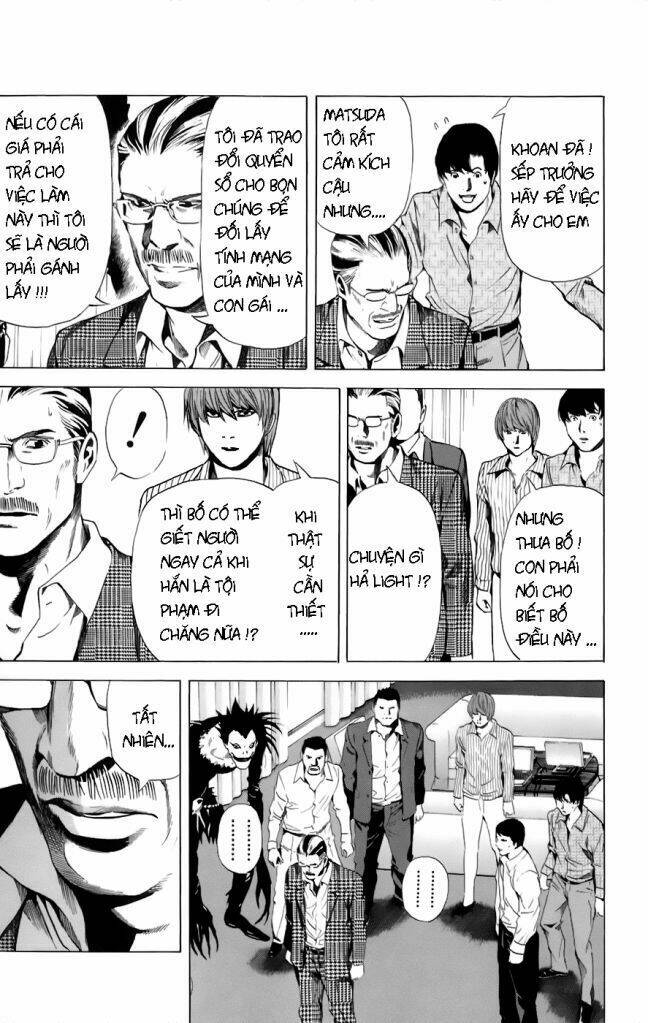 KHOAN ĐÃ !
SẾP TRƯỞNG
HÃY ĐỂ VIỆC
ẤY CHO EM
MATSUDA
TÔI RẤT
CẢM KÍCH
CẬU
NHƯNG....
TÔI ĐÃ TRAO
ĐỔI QUYỂN
SỔ CHO BỌN
CHÚNG ĐỂ
ĐỔI LẤY
TÍNH MẠNG
CỦA MÌNH VÀ
CON GÁI ...
NẾU CÓ CÁI
GIÁ PHẢI
TRẢ CHO
VIỆC LÀM
NÀY THÌ TÔI
SẼ LÀ NGƯỜI
PHẢI GÁNH
LẤY !!!
NHƯNG
THƯA BỐ !
CON PHẢI
NÓI CHO
BIẾT BỐ
ĐIỀU NÀY ...
CHUYỆN GÌ
HẢ LIGHT !?
KHI
THẬT
SỰ
CẦN
THIẾT
.....
THÌ BỐ CÓ THỂ
GIẾT NGƯỜI
NGAY CẢ KHI
HẮN LÀ TỘI
PHẠM ĐI
CHĂNG NỮA !?
!
........
........
TẤT
NHIÊN...